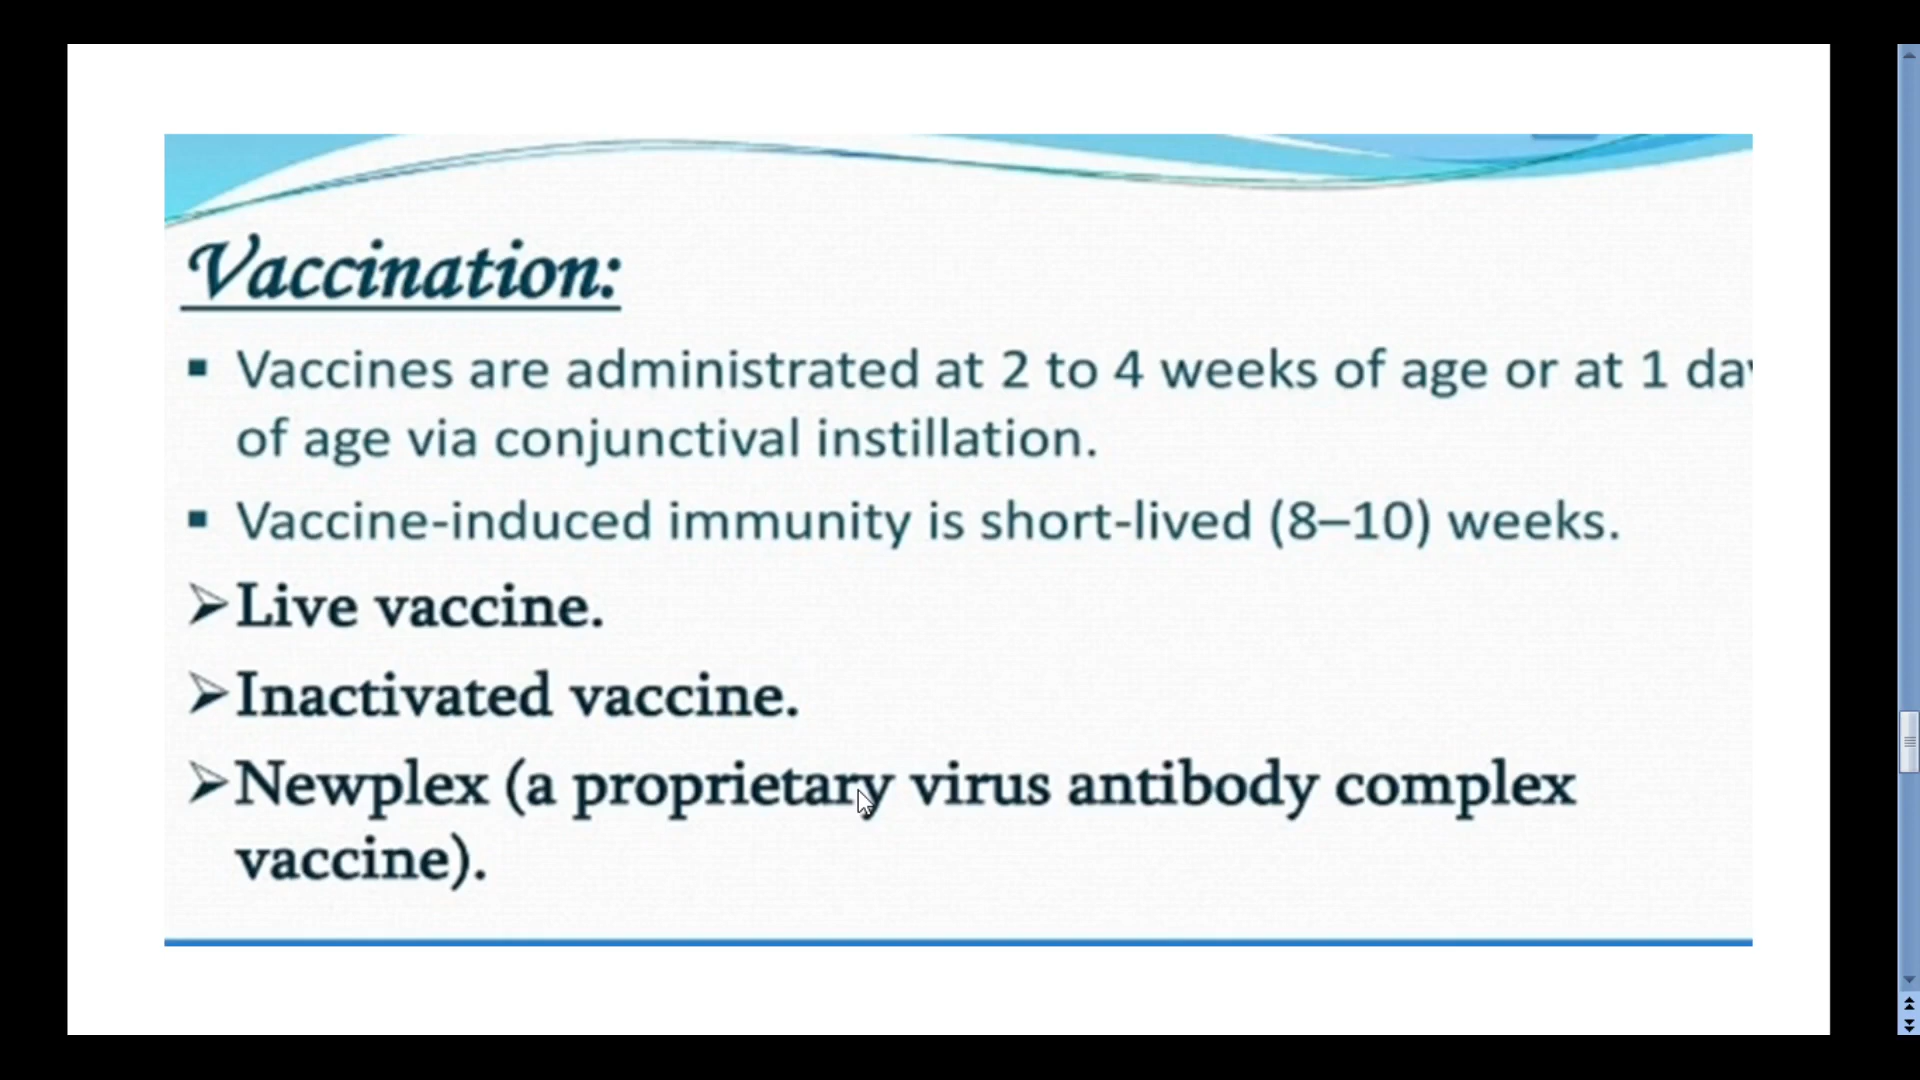 Vaccination:
▪ Vaccines are administrated at 2 to 4 weeks of age or at 1 day
of age via conjunctival instillation.
▪ Vaccine-induced immunity is short-lived (8–10) weeks.
➢ Live vaccine.
➢ Inactivated vaccine.
➢ Newplex (a proprietary virus antibody complex
vaccine).